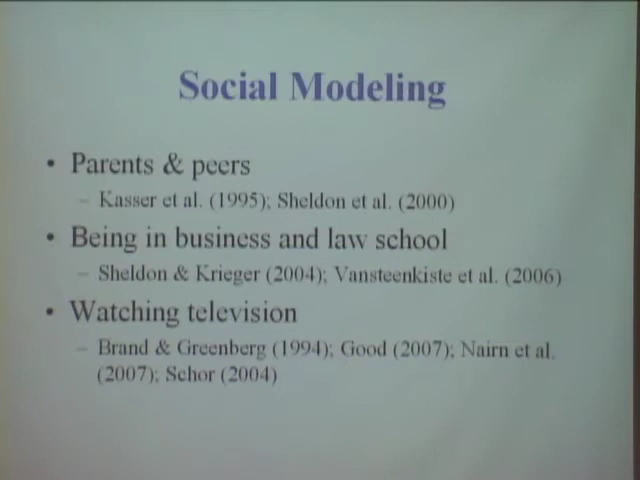 Social Modeling
• Parents & peers
– Kasser et al. (1995); Sheldon et al. (2000)
• Being in business and law school
– Sheldon & Krieger (2004); Vansteenkiste et al. (2006)
• Watching television
– Brand & Greenberg (1994); Good (2007); Nairn et al.
(2007); Schor (2004)